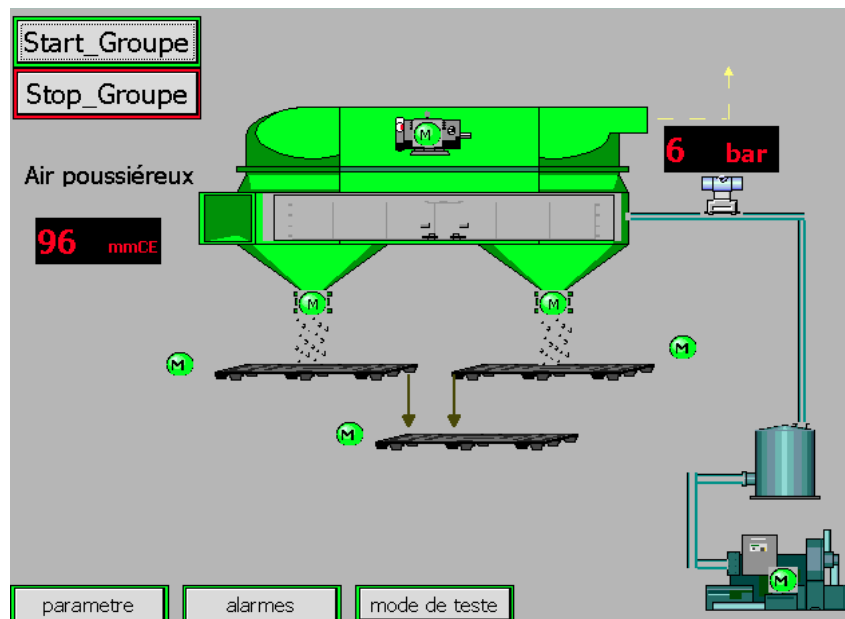 Start_Groupe
Stop_Groupe
M
6 bar
Air poussiéreux
96 mmCE
M
M
M
M
M
M
parametre
alarmes
mode de teste